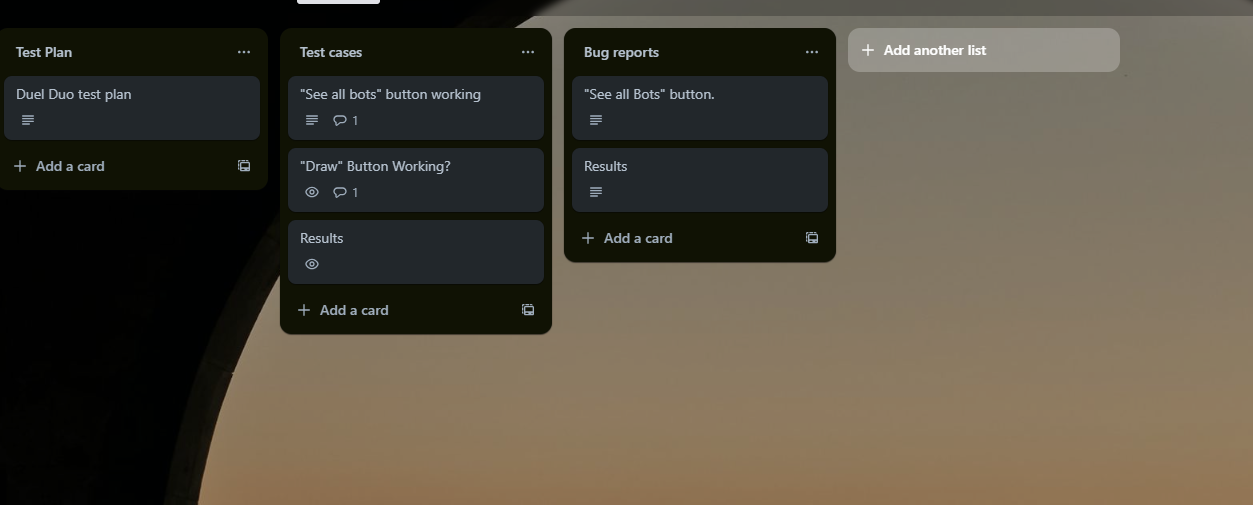 Test Plan
Duel Duo test plan
Add a card
Test cases
"See all bots" button working
1
"Draw" Button Working?
1
Results
Add a card
Bug reports
"See all Bots" button.
Results
Add a card
Add another list